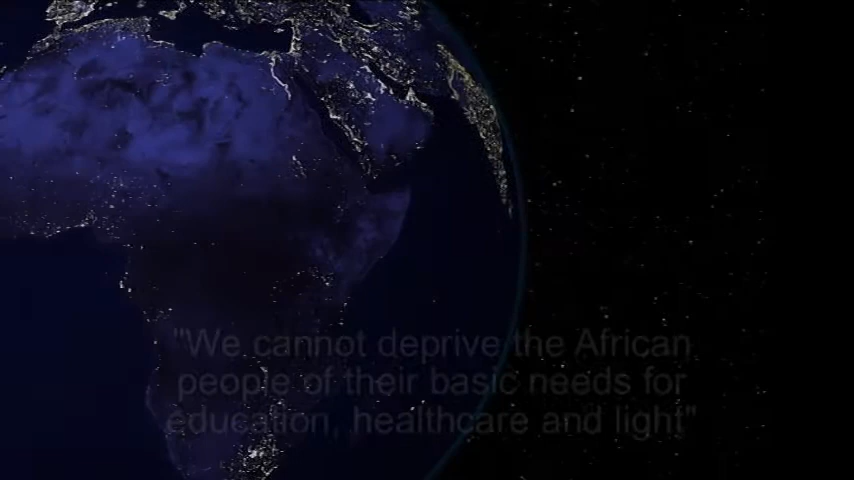 "We cannot deprive the African
people of their basic needs for
education, healthcare and light"